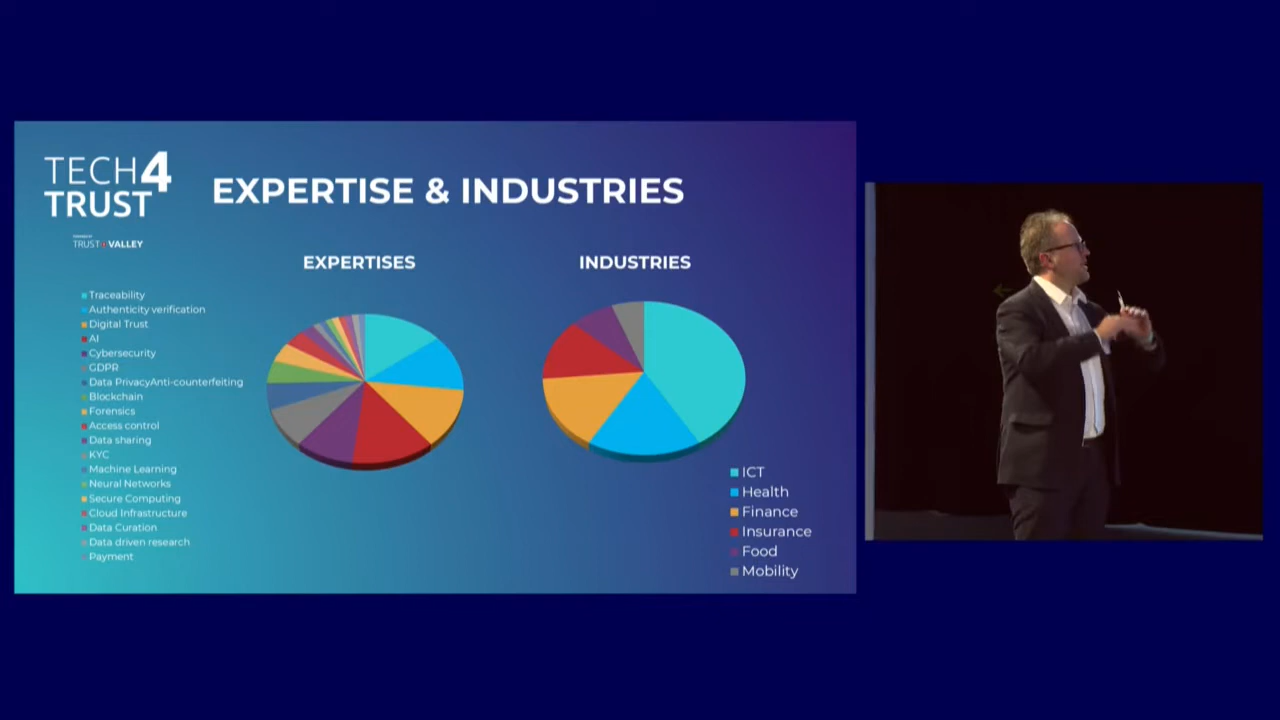 TECH4
TRUST
TRUST VALLEY
EXPERTISE & INDUSTRIES
EXPERTISES
INDUSTRIES
Traceability
Authenticity verification
Digital Trust
AI
Cybersecurity
GDPR
Data PrivacyAnti-counterfeiting
Blockchain
Forensics
Access control
Data sharing
KYC
Machine Learning
Neural Networks
Secure Computing
Cloud Infrastructure
Data Curation
Data driven research
Payment
ICT
Health
Finance
Insurance
Food
Mobility